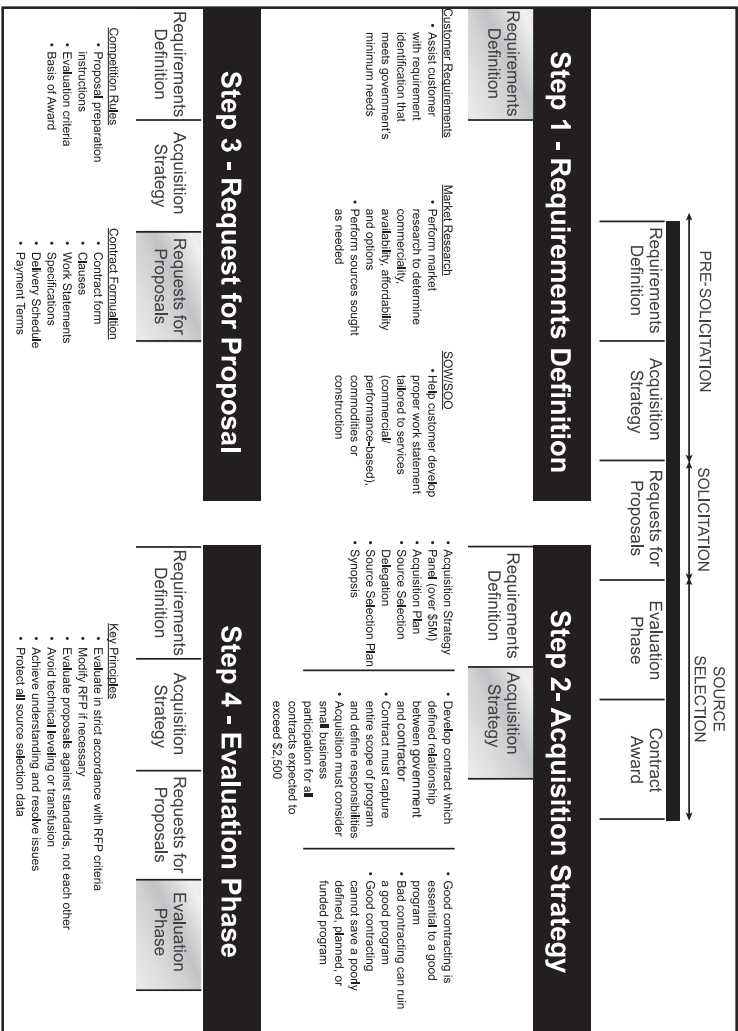 PRE-SOLICITATION
SOLICITATION
SOURCE
SELECTION
Requirements
Definition
Acquisition
Strategy
Requests for
Proposals
Evaluation
Phase
Contract
Award
Step 1 - Requirements Definition
Requirements
Definition
Customer Requirements
• Assist customer
with requirement
identification that
meets government's
minimum needs
Market Research
• Perform market
research to determine
commerciality,
availability, affordability
and options
• Perform sources sought
as needed
SOW/SOO
• Help customer develop
proper work statement
tailored to services
(commercial/
performance-based),
commodities or
construction
Step 2- Acquisition Strategy
Requirements
Definition
Acquisition
Strategy
• Acquisition Strategy
• Panel (over $5M)
• Acquisition Plan
• Source Selection
Delegation
• Source Selection Plan
• Synopsis
• Develop contract which
defined relationship
between government
and contractor
• Contract must capture
entire scope of program
and define responsibilities
• Acquisition must consider
small business
participation for all
contracts expected to
exceed $2,500
• Good contracting is
essential to a good
program
• Bad contracting can ruin
a good program
• Good contracting
cannot save a poorly
defined, planned, or
funded program
Step 3 - Request for Proposal
Requirements
Definition
Acquisition
Strategy
Requests for
Proposals
Competition Rules
• Proposal preparation
instructions
• Evaluation criteria
• Basis of Award
Contract Formualtion
• Contract form
• Clauses
• Work Statements
• Specifications
• Delivery Schedule
• Payment Terms
Step 4 - Evaluation Phase
Requirements
Definition
Acquisition
Strategy
Requests for
Proposals
Evaluation
Phase
Key Principles
• Evaluate in strict accordance with RFP criteria
• Modify RFP if necessary
• Evaluate proposals against standards, not each other
• Avoid technical leveling or transfusion
• Achieve understanding and resolve issues
• Protect all source selection data